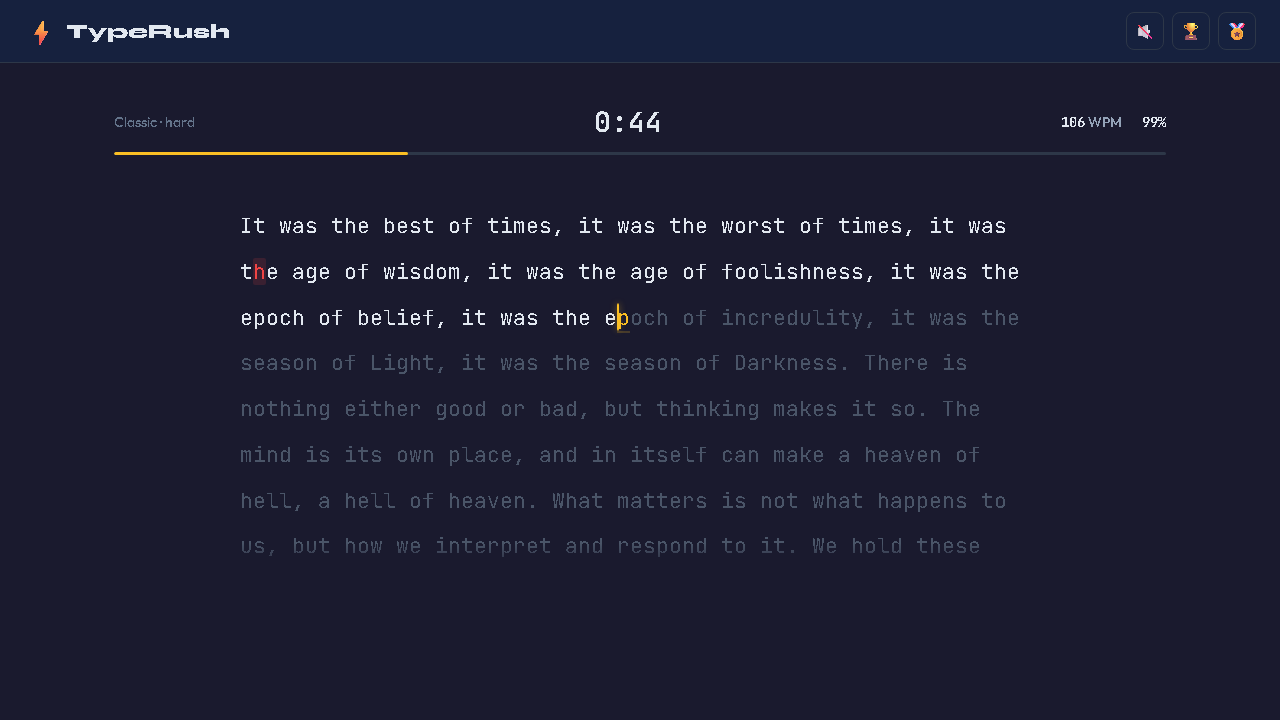 TypeRush
Classic · hard
0:44
106 WPM 99%
It was the best of times, it was the worst of times, it was
the age of wisdom, it was the age of foolishness, it was the
epoch of belief, it was the epoch of incredulity, it was the
season of Light, it was the season of Darkness. There is
nothing either good or bad, but thinking makes it so. The
mind is its own place, and in itself can make a heaven of
hell, a hell of heaven. What matters is not what happens to
us, but how we interpret and respond to it. We hold these